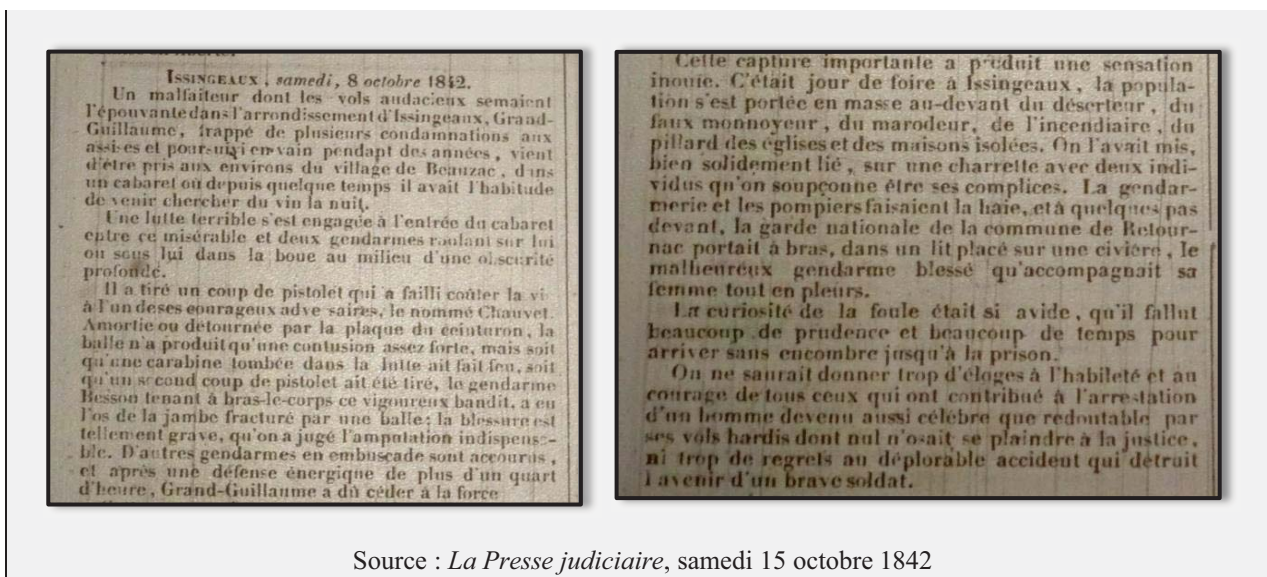 ISSINGEAUX, samedi, 8 octobre 1842.
Un malfaiteur dont les vols audacieux semaient
l'épouvante dans l'arrondissement d'Issingeaux, Grand-
Guillaume, frappé de plusieurs condamnations aux
assises et poursuivi en vain pendant des années, vient
d'être pris aux environs du village de Beauzac, dans
un cabaret où depuis quelque temps il avait l'habitude
de venir chercher du vin la nuit.
Une lutte terrible s'est engagée à l'entrée du cabaret
entre ce misérable et deux gendarmes roulant sur lui
ou sous lui dans la boue au milieu d'une obscurité
profonde.
Il a tiré un coup de pistolet qui a failli coûter la vi
à l'un de ses courageux adve saires, le nommé Chauvet.
Amortie ou détournée par la plaque du ceinturon, la
balle n'a produit qu'une contusion assez forte, mais soit
qu'une carabine tombée dans la lutte ait fait feu, soit
qu'un second coup de pistolet ait été tiré, le gendarme
Besson tenant à bras-le-corps ce vigoureux bandit, a eu
l'os de la jambe fracturé par une balle; la blessure est
tellement grave, qu'on a jugé l'amputation indispensa-
ble. D'autres gendarmes en embuscade sont accourus,
et après une défense énergique de plus d'un quart
d'heure, Grand-Guillaume a dû céder à la force
Cette capture importante a produit une sensation
inouie. C'était jour de foire à Issingeaux, la popula-
tion s'est portée en masse au-devant du déserteur, du
faux monnoyeur, du marodeur, de l'incendiaire, du
pillard des églises et des maisons isolées. On l'avait mis,
bien solidement lié, sur une charrette avec deux indi-
vidus qu'on soupçonne être ses complices. La gendar-
merie et les pompiers faisaient la haie, et à quelques pas
devant, la garde nationale de la commune de Retour-
nac portait à bras, dans un lit placé sur une civière, le
malheureux gendarme blessé qu'accompagnait sa
femme tout en pleurs.
La curiosité de la foule était si avide, qu'il fallut
beaucoup de prudence et beaucoup de temps pour
arriver sans encombre jusqu'à la prison.
On ne saurait donner trop d'éloges à l'habileté et au
courage de tous ceux qui ont contribué à l'arrestation
d'un homme devenu aussi célèbre que redoutable par
ses vols hardis dont nul n'osait se plaindre à la justice,
ni trop de regrets au déplorable accident qui détruit
l'avenir d'un brave soldat.
Source : La Presse judiciaire, samedi 15 octobre 1842